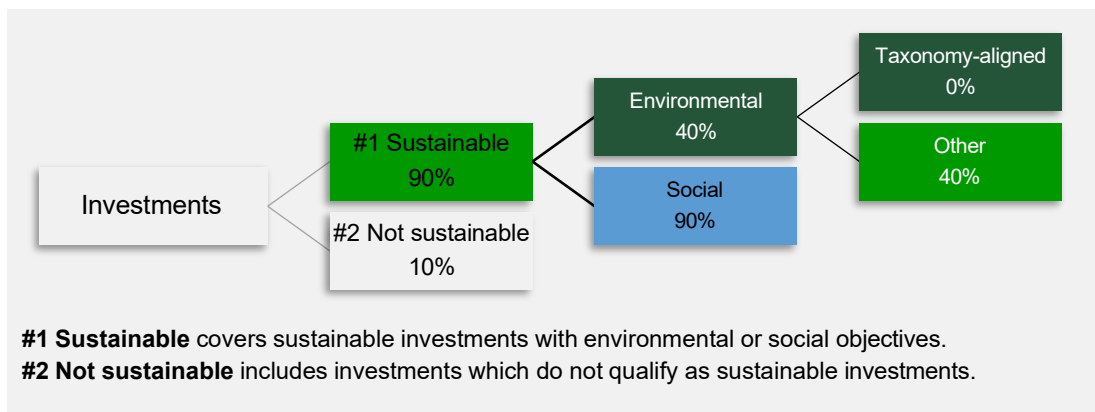 Investments
#1 Sustainable
90%
#2 Not sustainable
10%
Environmental
40%
Social
90%
Taxonomy-aligned
0%
Other
40%
#1 Sustainable covers sustainable investments with environmental or social objectives.
#2 Not sustainable includes investments which do not qualify as sustainable investments.